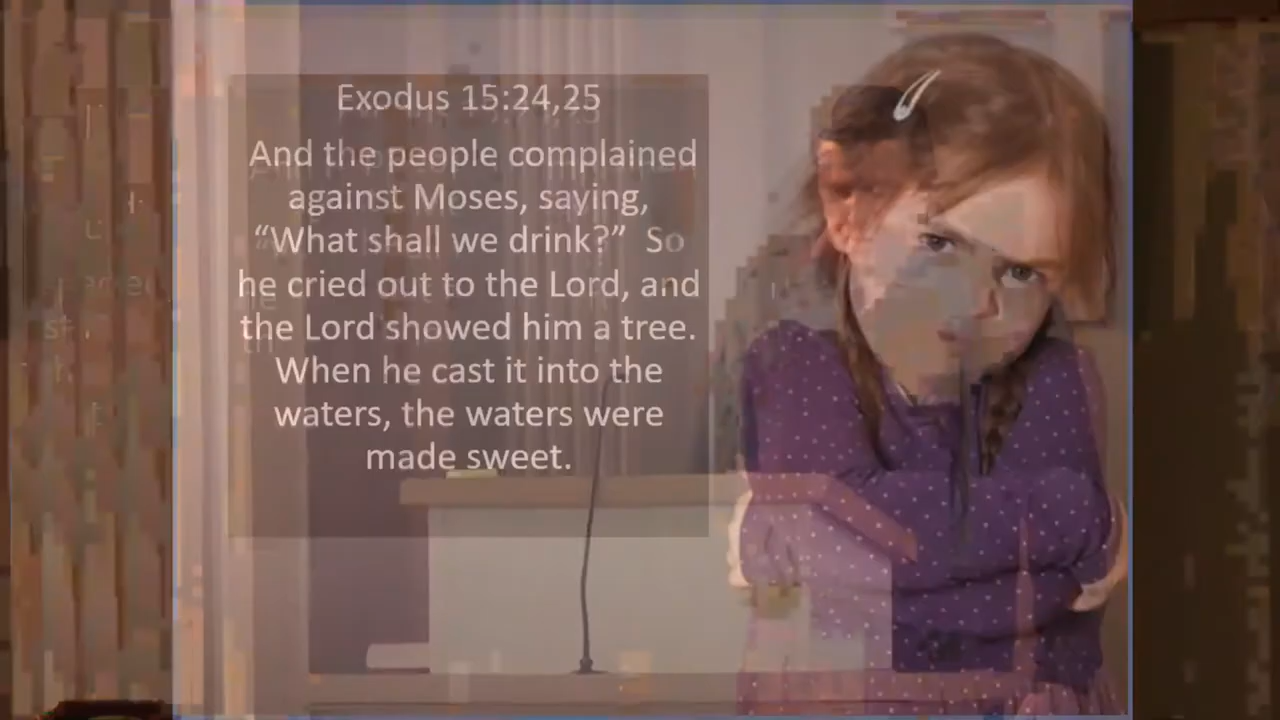 Exodus 15:24,25
And the people complained
against Moses, saying,
“What shall we drink?” So
he cried out to the Lord, and
the Lord showed him a tree.
When he cast it into the
waters, the waters were
made sweet.